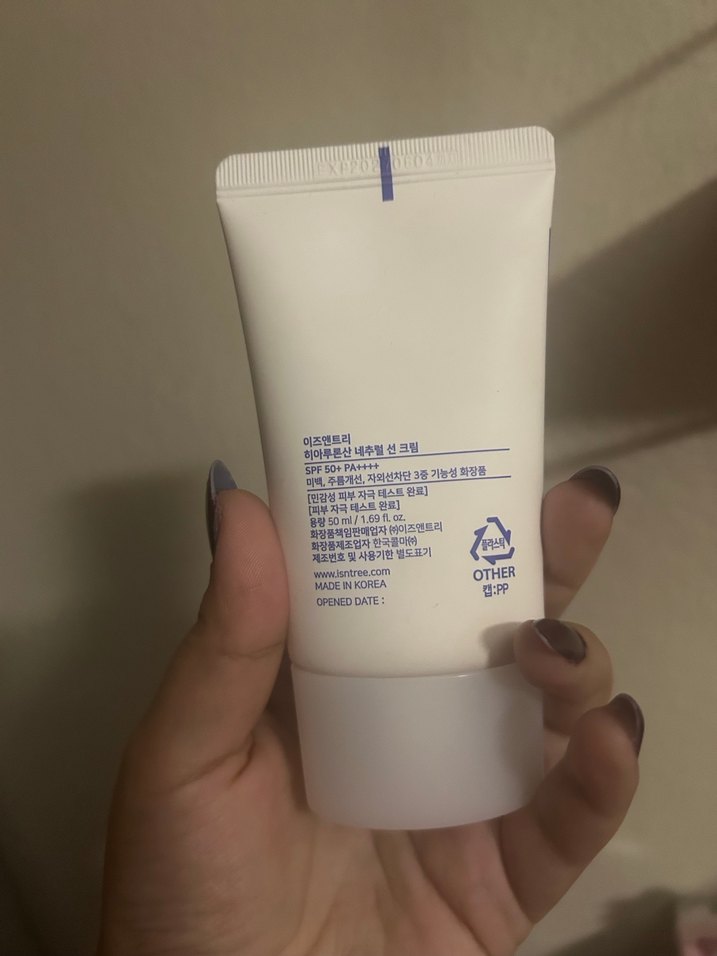 이즈앤트리
히아루론산 네추럴 선 크림
SPF 50+ PA++++
미백, 주름개선, 자외선차단 3중 기능성 화장품
[민감성 피부 자극 테스트 완료]
[피부 자극 테스트 완료]
용량 50 ml / 1.69 fl. oz.
화장품책임판매업자 ㈜이즈앤트리
화장품제조업자 한국콜마㈜
제조번호 및 사용기한 별도표기
www.isntree.com
MADE IN KOREA
OPENED DATE :
플라스틱
OTHER
캡:PP